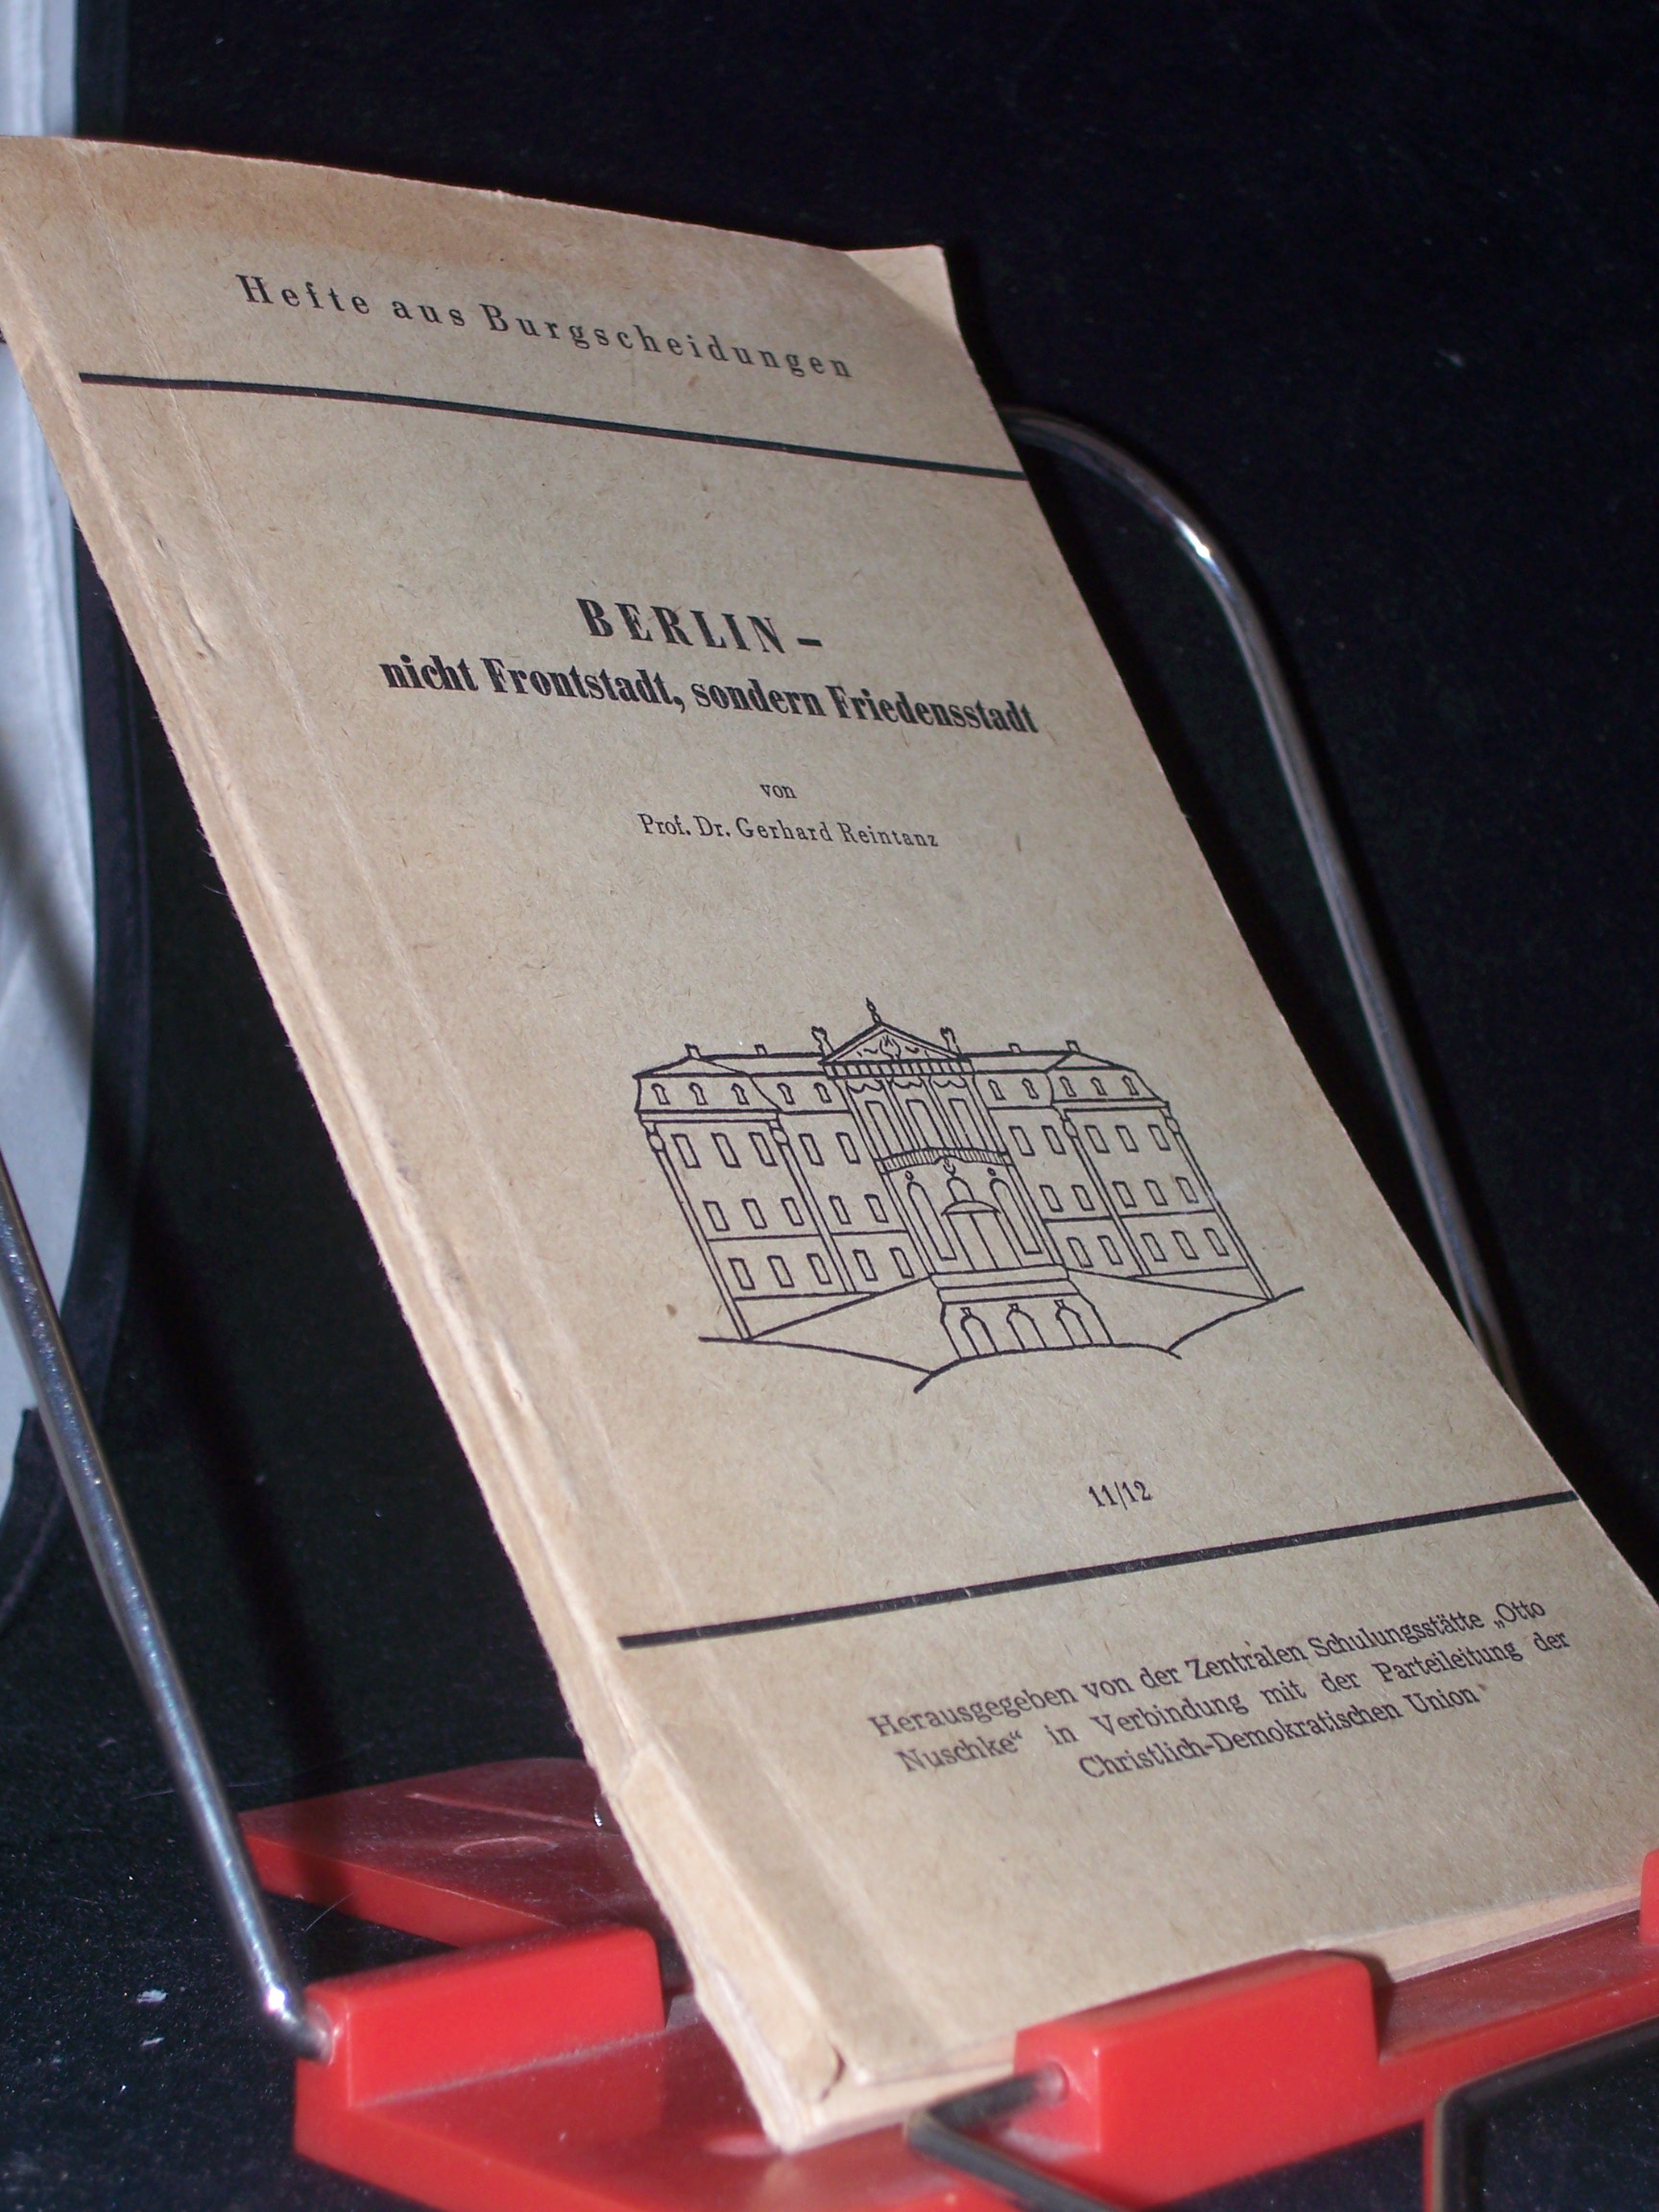 Hefte aus Burgscheidungen
BERLIN –
nicht Frontstadt, sondern Friedensstadt
von
Prof. Dr. Gerhard Reintanz
11/12
Herausgegeben von der Zentralen Schulungsstätte „Otto
Nuschke“ in Verbindung mit der Parteileitung der
Christlich-Demokratischen Union